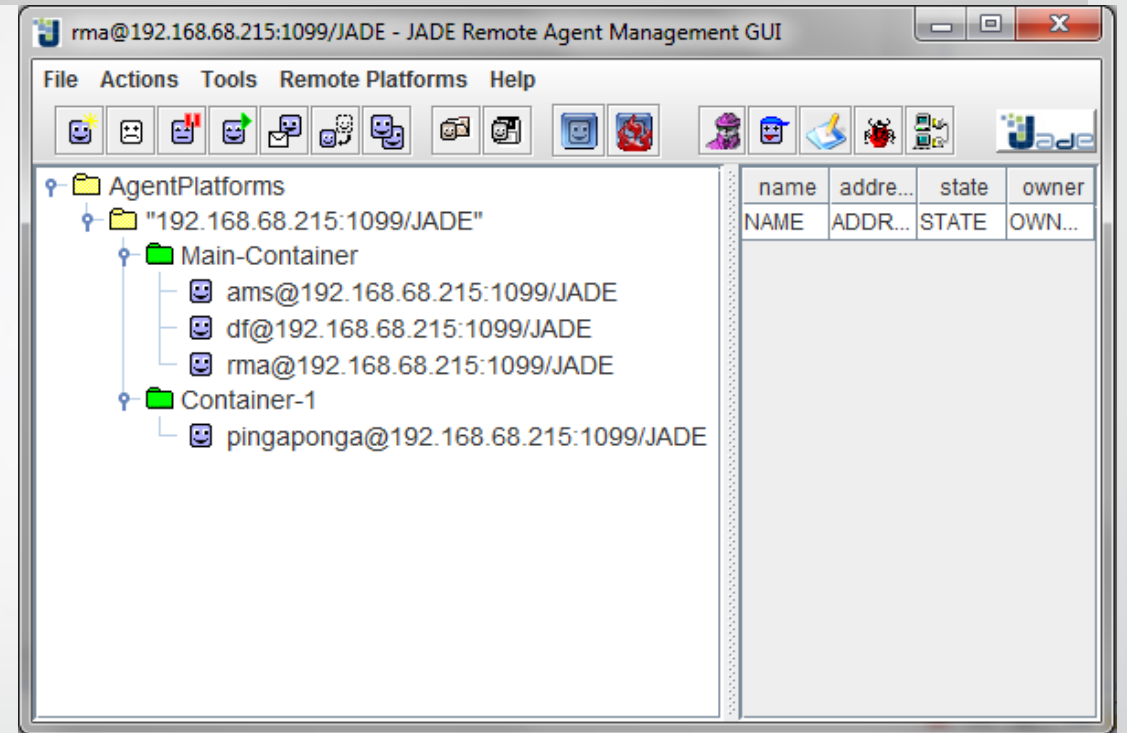 rma@192.168.68.215:1099/JADE - JADE Remote Agent Management GUI
File Actions Tools Remote Platforms Help
Jade
AgentPlatforms
"192.168.68.215:1099/JADE"
Main-Container
ams@192.168.68.215:1099/JADE
df@192.168.68.215:1099/JADE
rma@192.168.68.215:1099/JADE
Container-1
pingaponga@192.168.68.215:1099/JADE
name addre... state owner
NAME ADDR... STATE OWN...